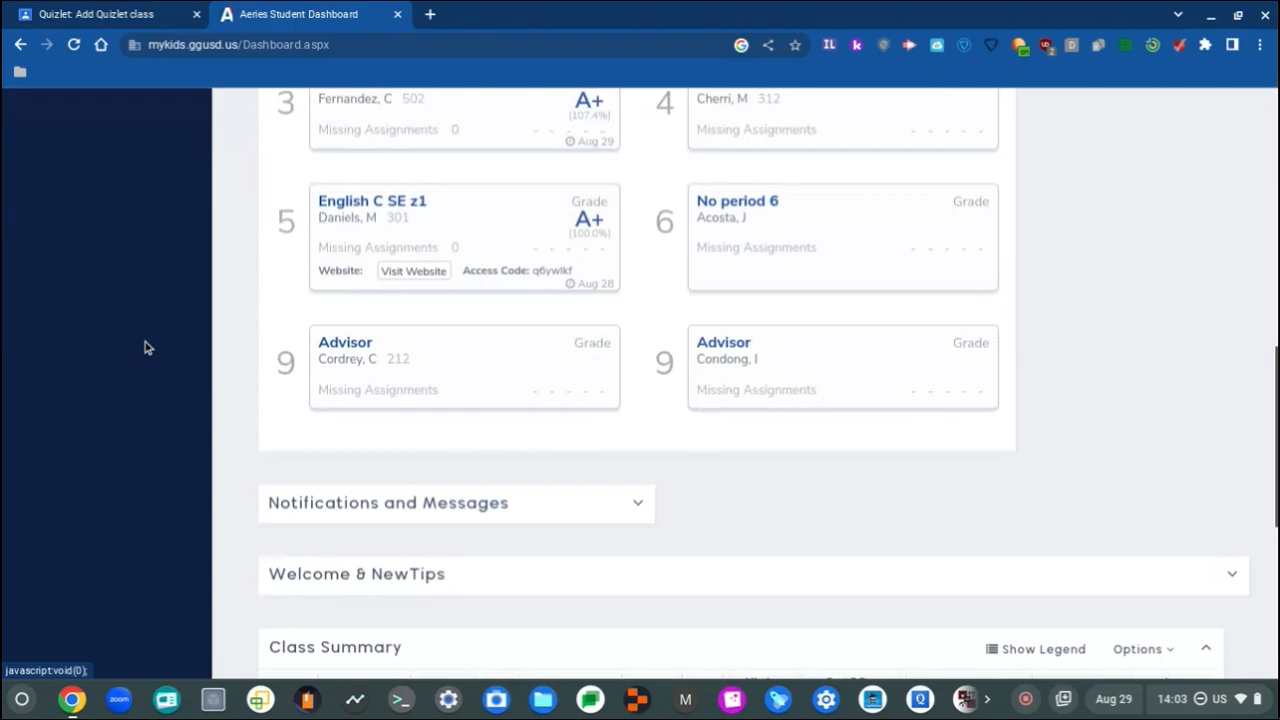 Quizlet: Add Quizlet class
Aeries Student Dashboard
mykids.ggusd.us/Dashboard.aspx
3
Fernandez, C 502
A+
(107.4%)
Missing Assignments 0
- - - - -
Aug 29
4
Cherri, M 312
Missing Assignments
- - - - -
5
English C SE z1
Grade
Daniels, M 301
A+
(100.0%)
Missing Assignments 0
- - - - -
Website: Visit Website Access Code: q6ywlkf
Aug 28
6
No period 6
Grade
Acosta, J
Missing Assignments
- - - - -
9
Advisor
Grade
Cordrey, C 212
Missing Assignments
- - - - -
9
Advisor
Grade
Condong, I
Missing Assignments
- - - - -
Notifications and Messages
Welcome & NewTips
Class Summary
Show Legend
Options
javascript:void(0);
Aug 29
14:03
US